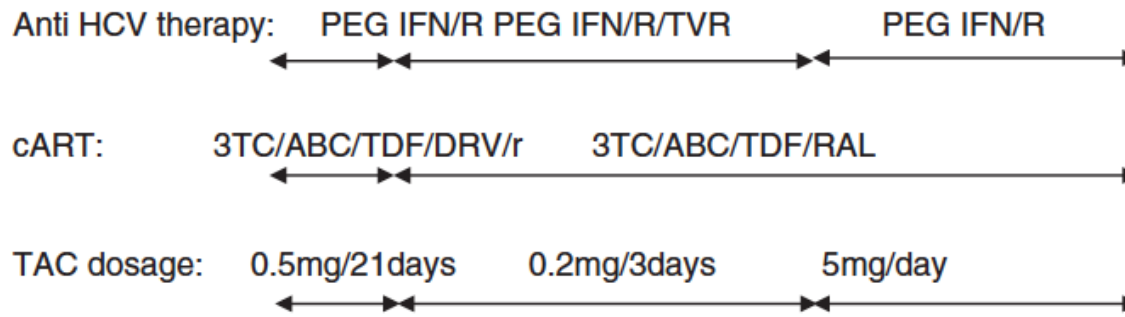 Anti HCV therapy: PEG IFN/R PEG IFN/R/TVR PEG IFN/R
cART: 3TC/ABC/TDF/DRV/r 3TC/ABC/TDF/RAL
TAC dosage: 0.5mg/21days 0.2mg/3days 5mg/day